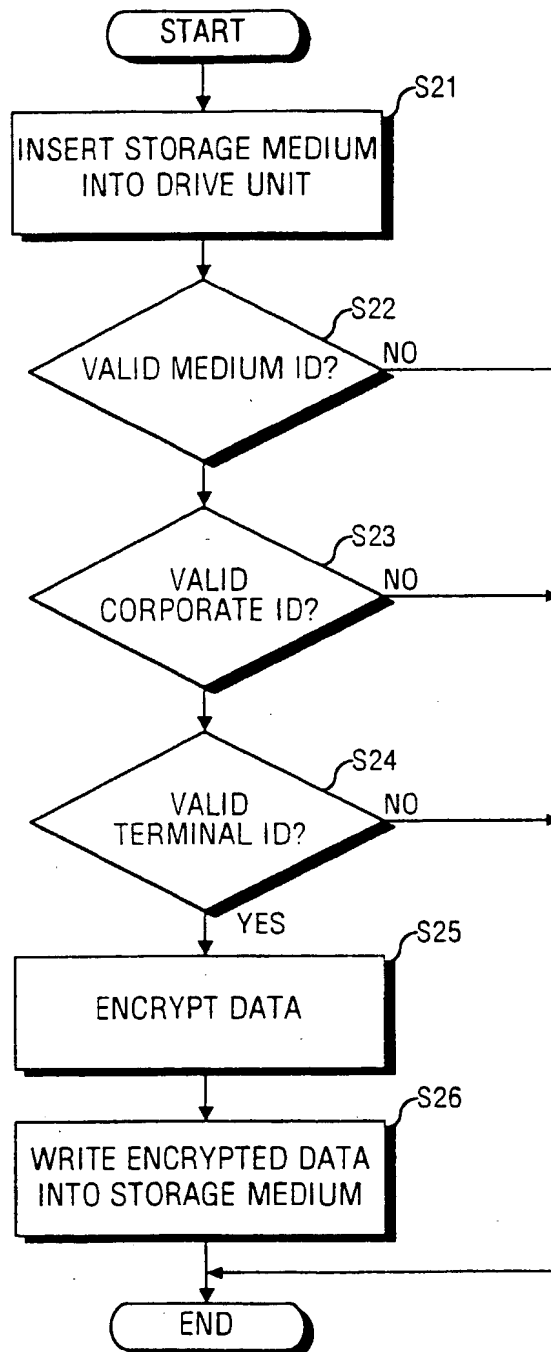 START
S21
INSERT STORAGE MEDIUM
INTO DRIVE UNIT
S22
VALID MEDIUM ID?
NO
S23
VALID
CORPORATE ID?
NO
S24
VALID
TERMINAL ID?
NO
YES
S25
ENCRYPT DATA
S26
WRITE ENCRYPTED DATA
INTO STORAGE MEDIUM
END